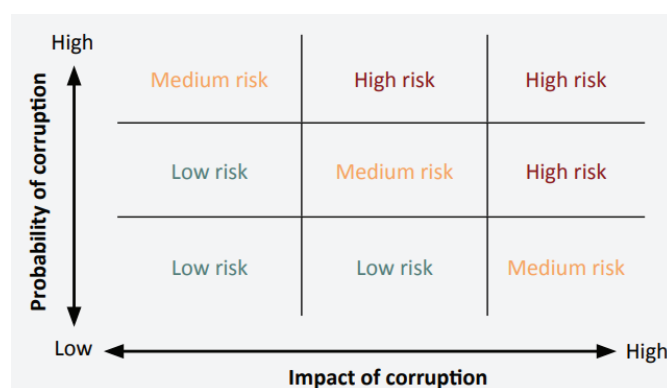 High
Medium risk
High risk
High risk
Probability of corruption
Low risk
Medium risk
High risk
Low risk
Low risk
Medium risk
Low
High
Impact of corruption